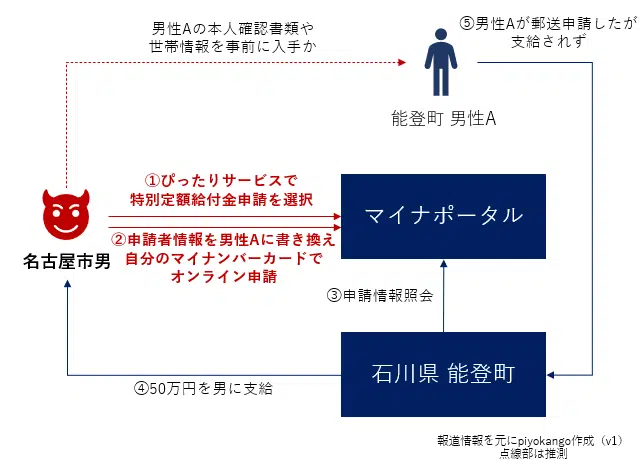 男性Aの本人確認書類や
世帯情報を事前に入手か
⑤男性Aが郵送申請したが
支給されず
能登町 男性A
①ぴったりサービスで
特別定額給付金申請を選択
マイナポータル
②申請者情報を男性Aに書き換え
自分のマイナンバーカードで
オンライン申請
名古屋市男
③申請情報照会
石川県 能登町
④50万円を男に支給
報道情報を元にpiyokango作成（v1）
点線部は推測